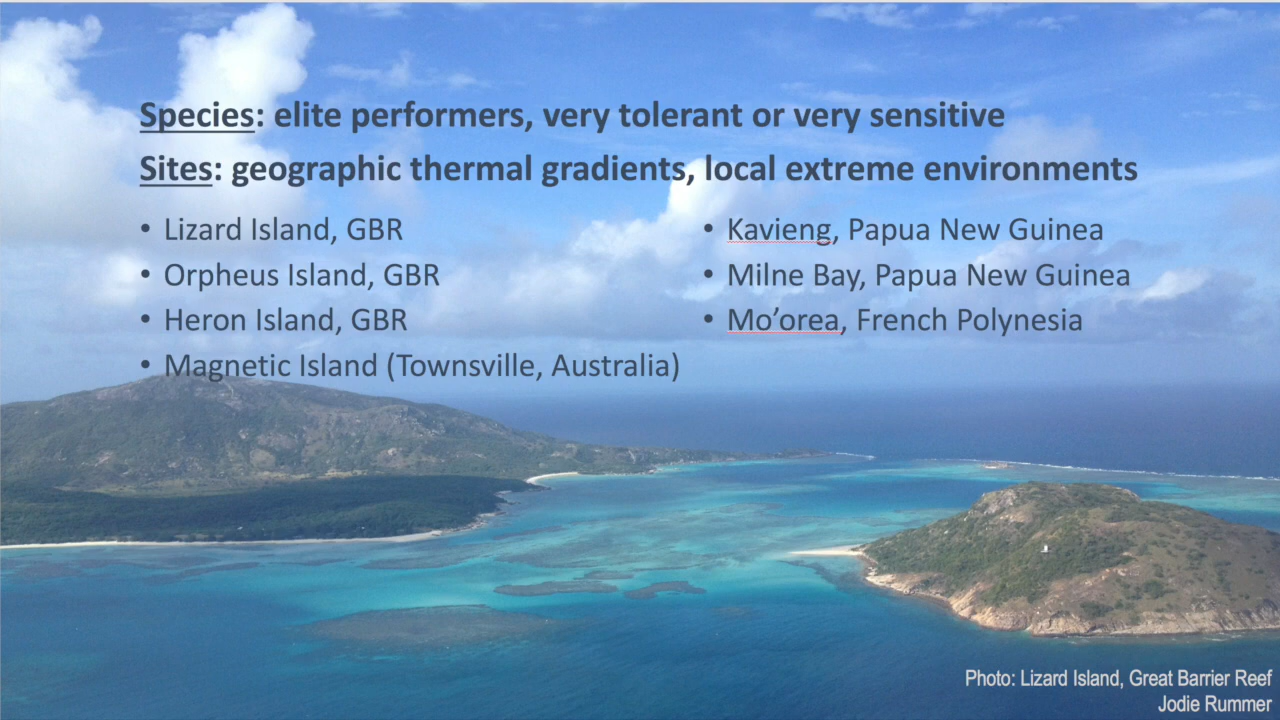 Species: elite performers, very tolerant or very sensitive
Sites: geographic thermal gradients, local extreme environments
• Lizard Island, GBR
• Orpheus Island, GBR
• Heron Island, GBR
• Magnetic Island (Townsville, Australia)
• Kavieng, Papua New Guinea
• Milne Bay, Papua New Guinea
• Mo’orea, French Polynesia
Photo: Lizard Island, Great Barrier Reef
Jodie Rummer